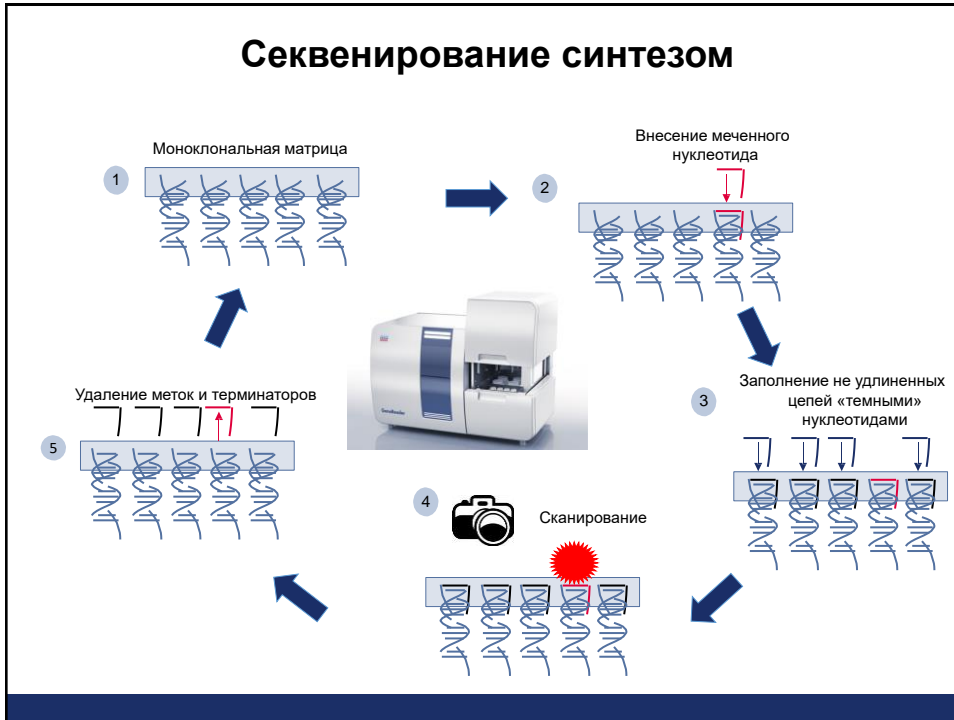 Секвенирование синтезом
Моноклональная матрица
1
Внесение меченного
нуклеотида
2
Заполнение не удлиненных
цепей «темными»
нуклеотидами
3
4
Сканирование
Удаление меток и терминаторов
5
GeneReader